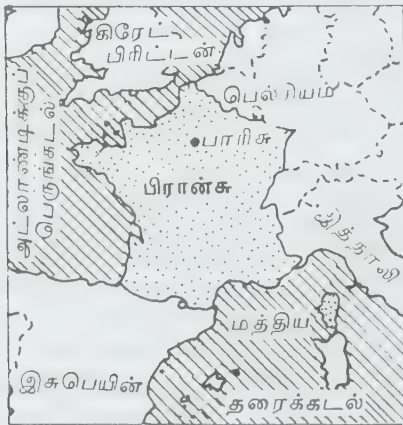 கிரேட்
பிரிட்டன்
பெல்சியம்
பாரிசு
பிரான்சு
அட்லாண்டிக்குப்
பெருங்கடல்
இத்தாலி
மத்திய
தரைக்கடல்
இசுபெயின்